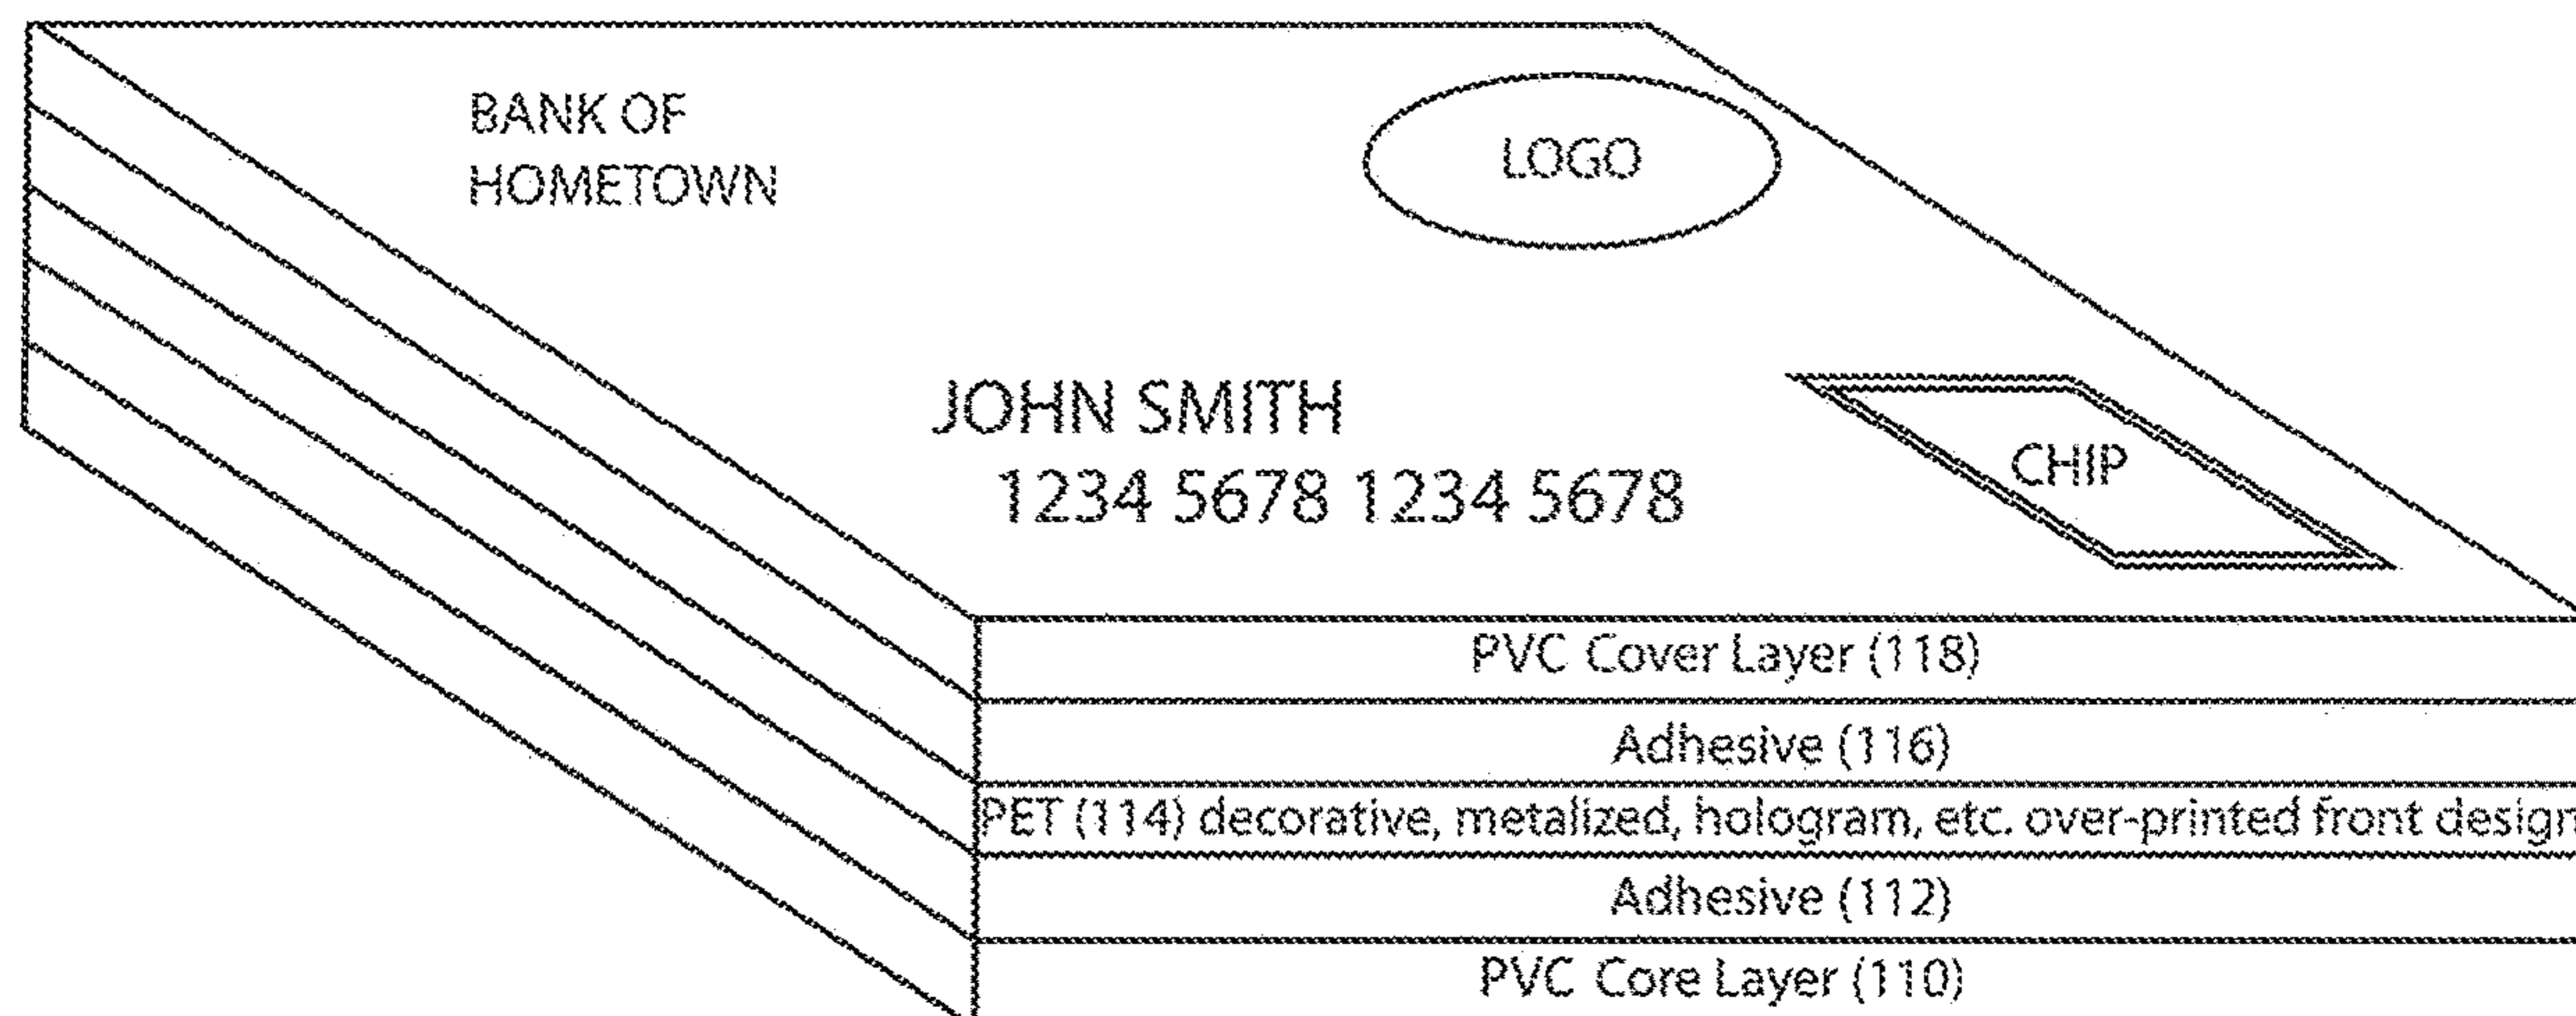 BANK OF
HOMETOWN
LOGO
JOHN SMITH
1234 5678 1234 5678
CHIP
PVC Cover Layer (118)
Adhesive (116)
PET (114) decorative, metalized, hologram, etc. over-printed front design
Adhesive (112)
PVC Core Layer (110)